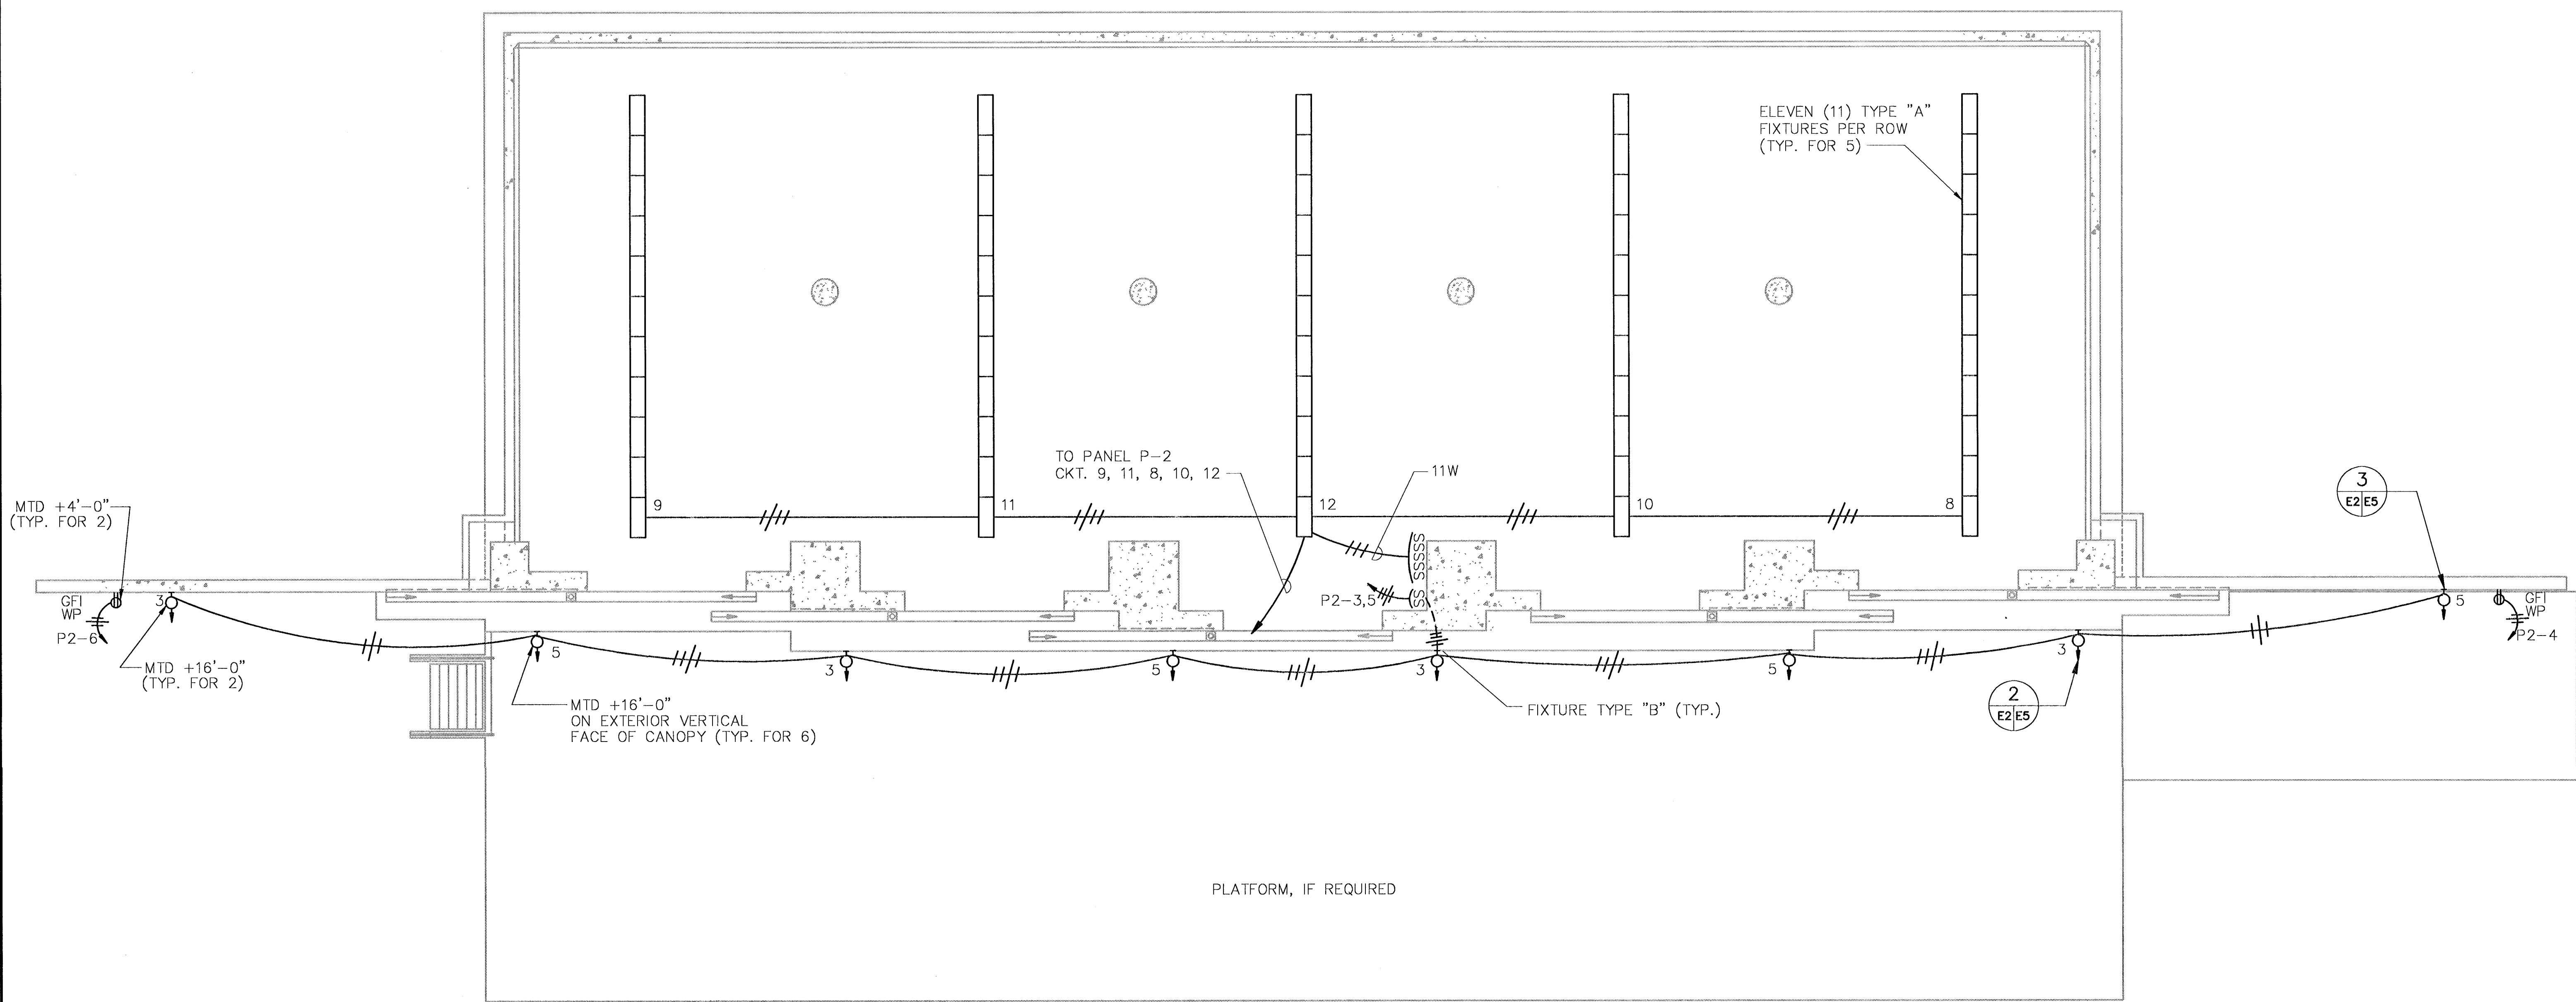 ELEVEN (11) TYPE "A"
FIXTURES PER ROW
(TYP. FOR 5)
TO PANEL P-2
CKT. 9, 11, 8, 10, 12
11W
9
11
12
10
8
MTD +4'-0"
(TYP. FOR 2)
3
E2 E5
SSSSS
SS
P2-3,5
GFI
WP
P2-6
3
5
3
5
3
5
3
5
GFI
WP
P2-4
MTD +16'-0"
(TYP. FOR 2)
MTD +16'-0"
ON EXTERIOR VERTICAL
FACE OF CANOPY (TYP. FOR 6)
FIXTURE TYPE "B" (TYP.)
2
E2 E5
PLATFORM, IF REQUIRED